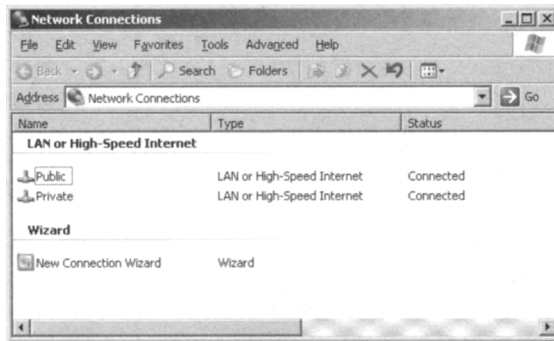 Network Connections
File Edit View Favorites Tools Advanced Help
Back Search Folders
Address Network Connections Go
Name Type Status
LAN or High-Speed Internet
Public LAN or High-Speed Internet Connected
Private LAN or High-Speed Internet Connected
Wizard
New Connection Wizard Wizard